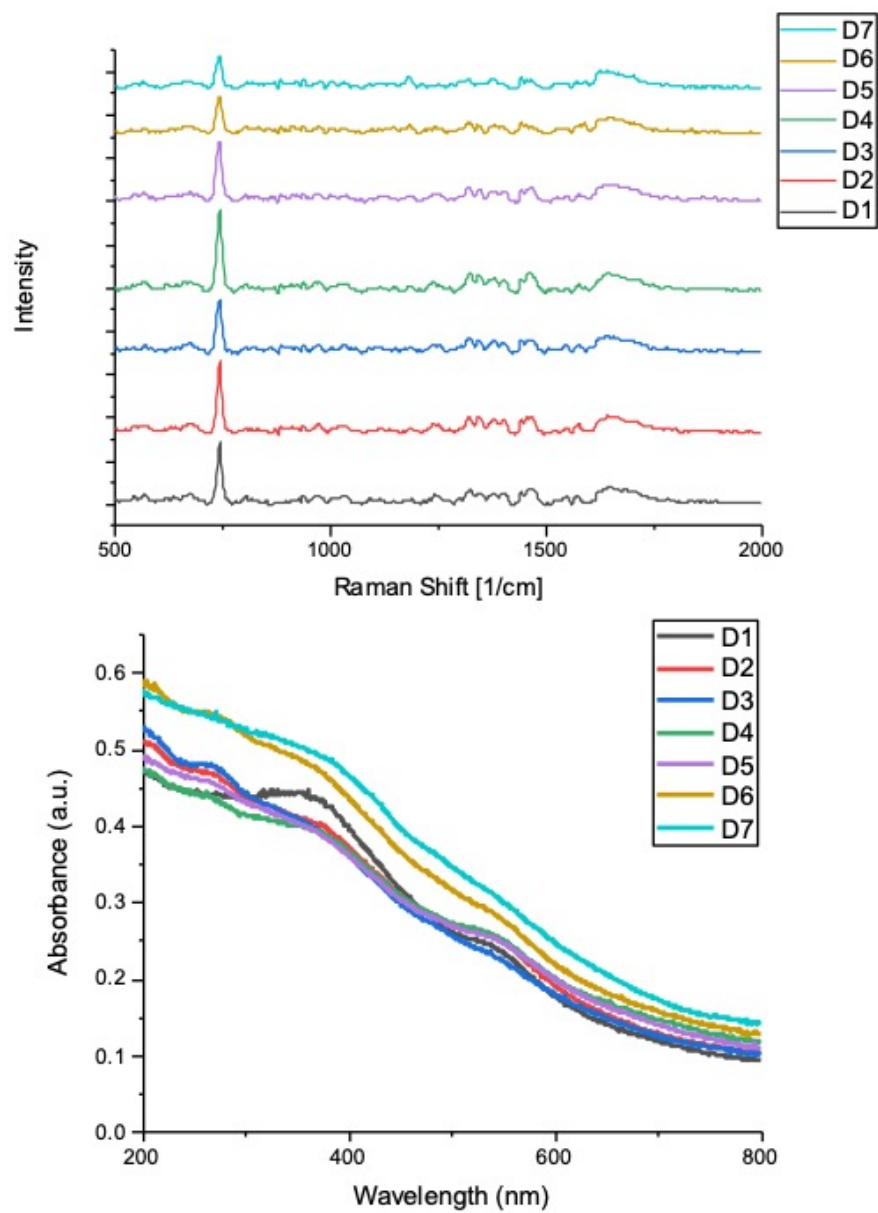 D7
D6
D5
D4
D3
D2
D1
Intensity
500
1000
1500
2000
Raman Shift [1/cm]
D1
D2
D3
D4
D5
D6
D7
0.6
0.5
0.4
0.3
0.2
0.1
0.0
Absorbance (a.u.)
200
400
600
800
Wavelength (nm)